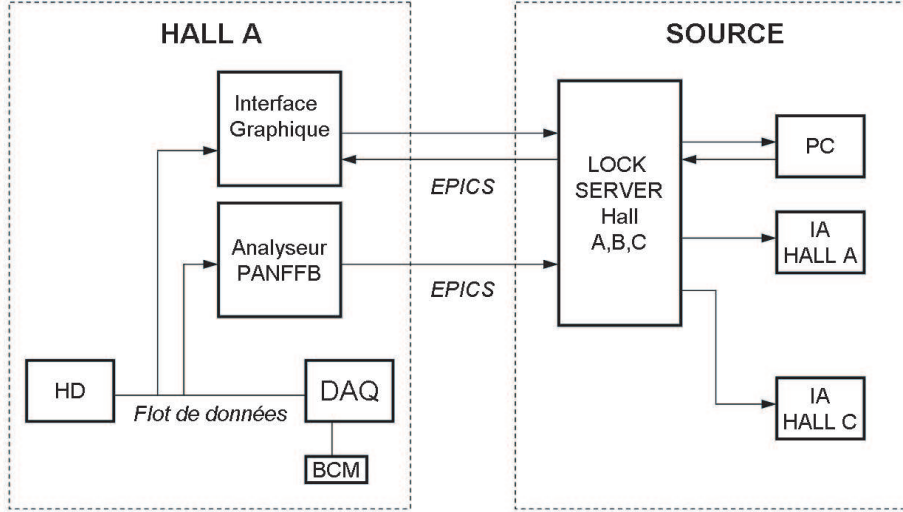 HALL A
SOURCE
Interface
Graphique
EPICS
Analyseur
PANFFB
EPICS
HD
Flot de données
DAQ
BCM
LOCK
SERVER
Hall
A,B,C
PC
IA
HALL A
IA
HALL C